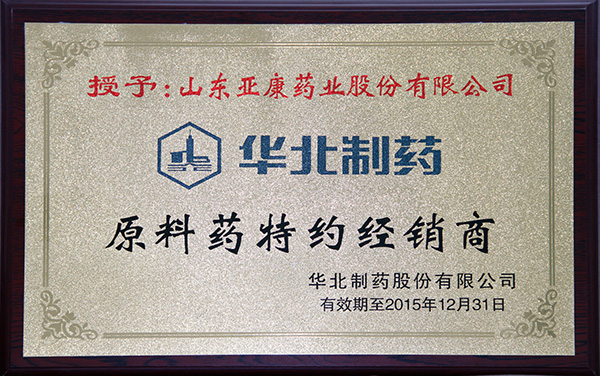 授予:山东亚康药业股份有限公司
华北制药
原料药特约经销商
华北制药股份有限公司
有效期至2015年12月31日